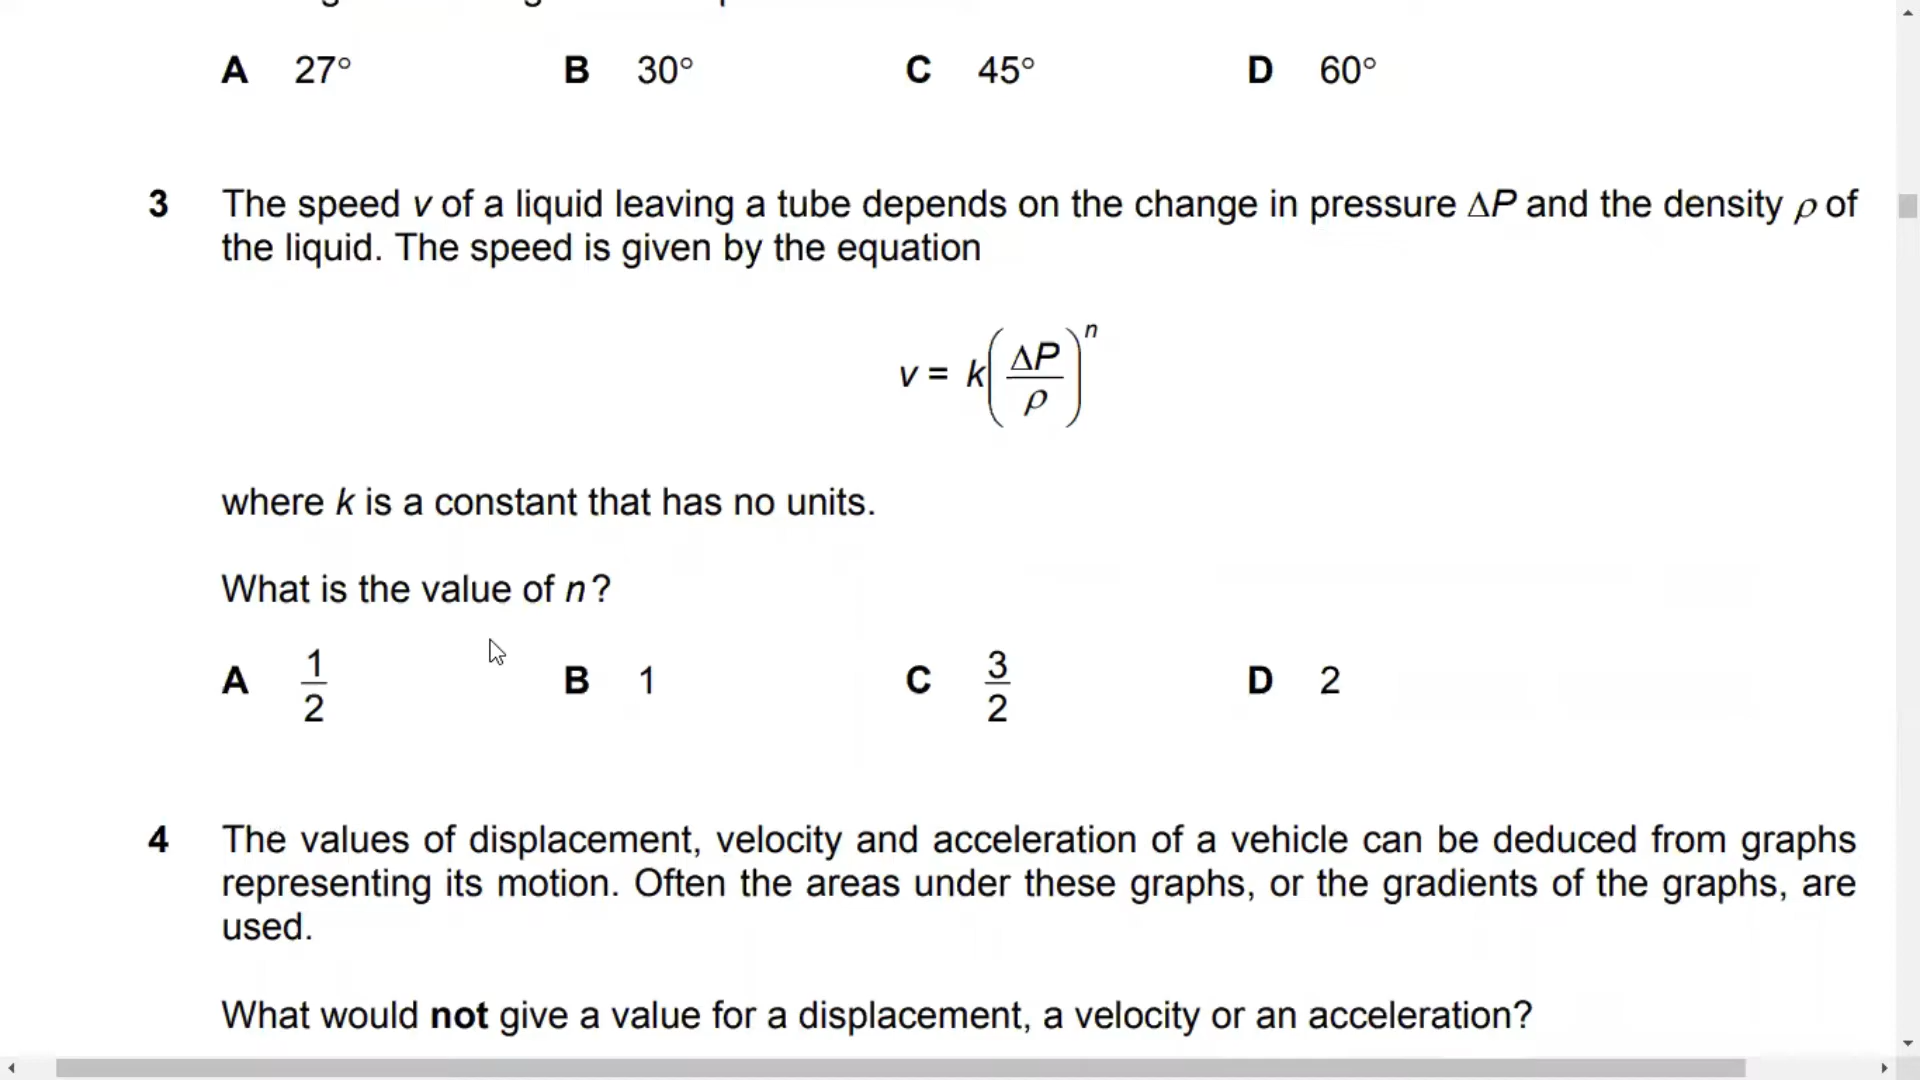 A 27° B 30° C 45° D 60°
3 The speed v of a liquid leaving a tube depends on the change in pressure ΔP and the density ρ of
the liquid. The speed is given by the equation
v = k(ΔP/ρ)^n
where k is a constant that has no units.
What is the value of n?
A 1/2 B 1 C 3/2 D 2
4 The values of displacement, velocity and acceleration of a vehicle can be deduced from graphs
representing its motion. Often the areas under these graphs, or the gradients of the graphs, are
used.
What would not give a value for a displacement, a velocity or an acceleration?